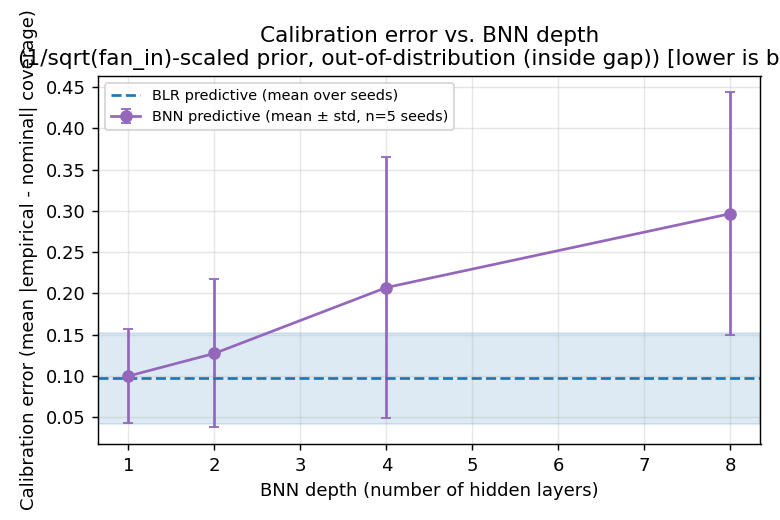 Calibration error vs. BNN depth
(1/sqrt(fan_in)-scaled prior, out-of-distribution (inside gap)) [lower is b
Calibration error (mean |empirical - nominal| coverage)
BLR predictive (mean over seeds)
BNN predictive (mean ± std, n=5 seeds)
0.45
0.40
0.35
0.30
0.25
0.20
0.15
0.10
0.05
1 2 3 4 5 6 7 8
BNN depth (number of hidden layers)